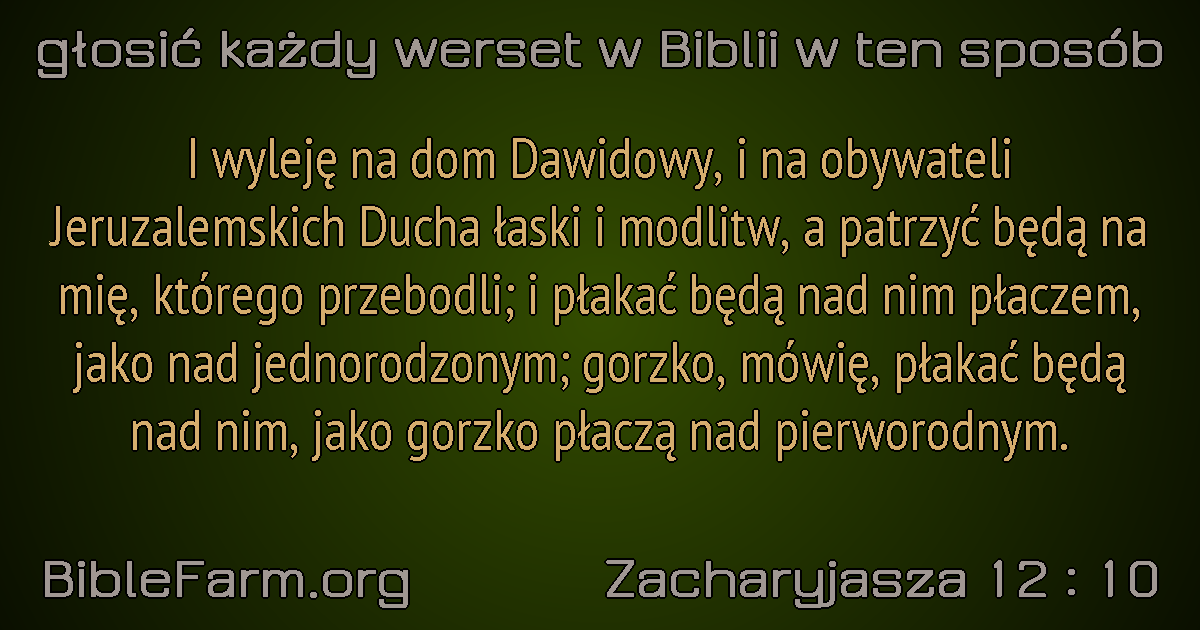 głosić każdy werset w Biblii w ten sposób
I wyleję na dom Dawidowy, i na obywateli
Jeruzalemskich Ducha łaski i modlitw, a patrzyć będą na
mię, którego przebodli; i płakać będą nad nim płaczem,
jako nad jednorodzonym; gorzko, mówię, płakać będą
nad nim, jako gorzko płaczą nad pierworodnym.
BibleFarm.org
Zacharyjasza 12 : 10